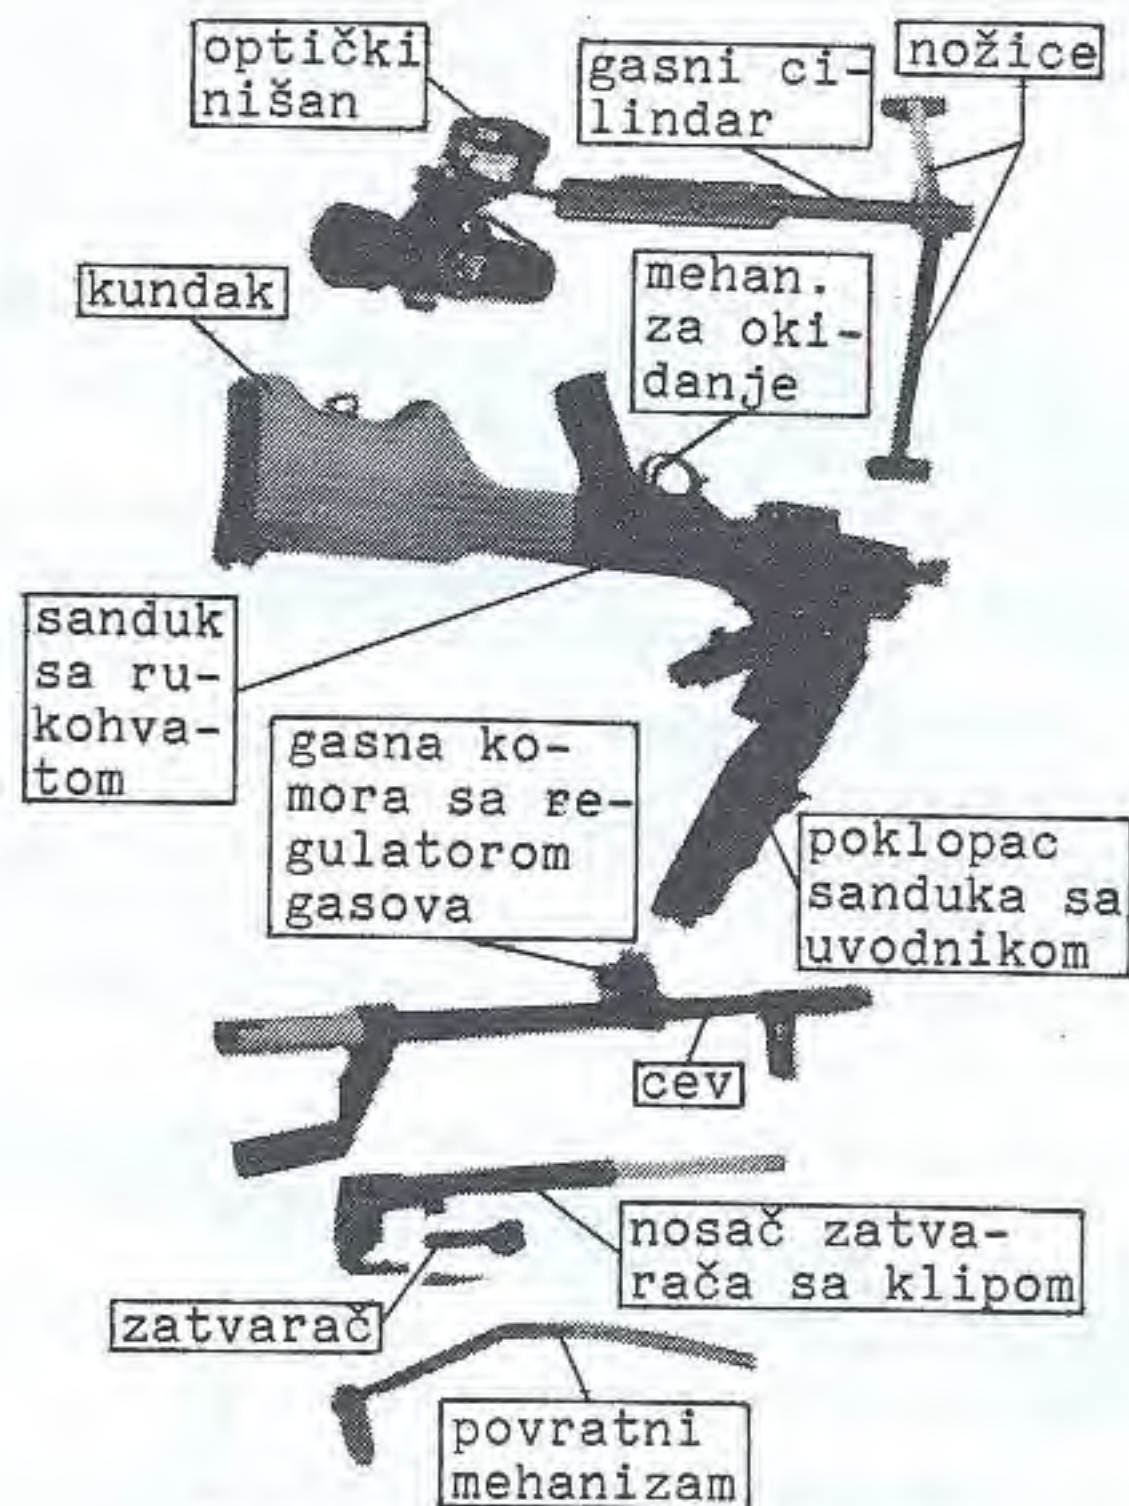 optički
nišan
gasni ci-
lindar
nožice
kundak
mehan.
za oki-
danje
sanduk
sa ru-
kohva-
tom
gasna ko-
mora sa re-
gulatorom
gasova
poklopac
sanduka sa
uvodnikom
cev
nosač zatva-
rača sa klipom
zatvarač
povratni
mehanizam